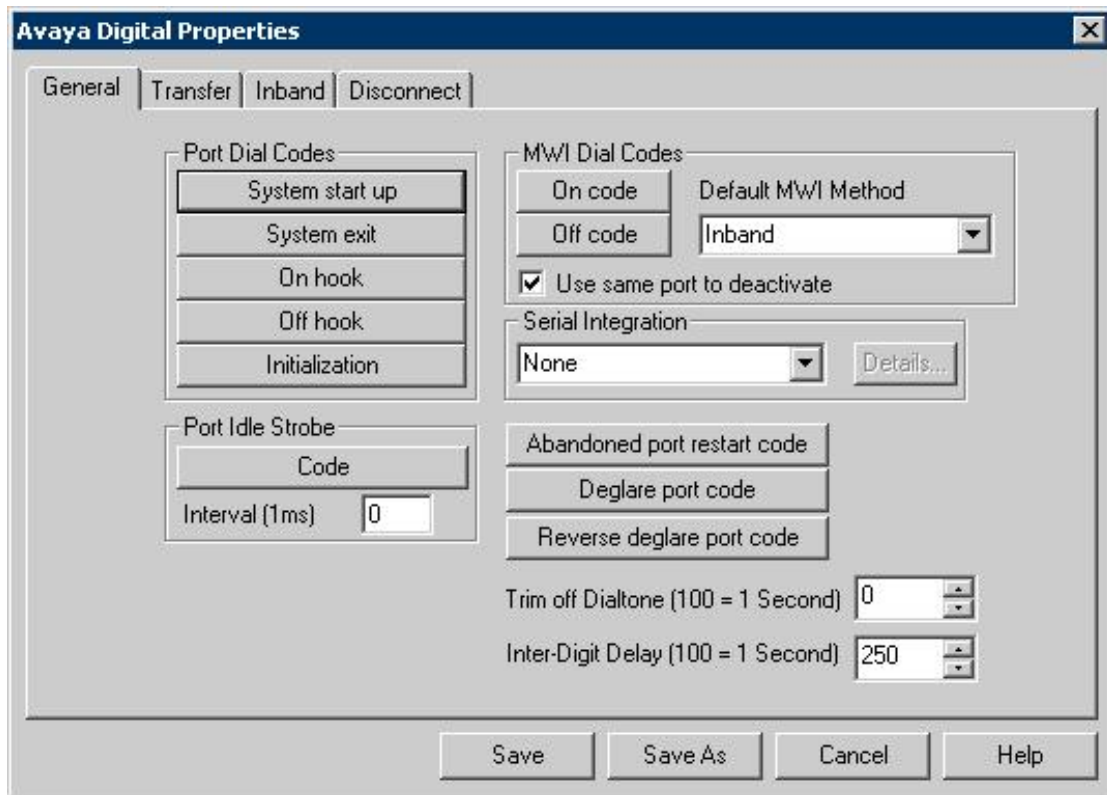 Avaya Digital Properties
General
Transfer
Inband
Disconnect
Port Dial Codes
System start up
System exit
On hook
Off hook
Initialization
Port Idle Strobe
Code
Interval (1ms) 0
MWI Dial Codes
On code
Off code
Default MWI Method
Inband
Use same port to deactivate
Serial Integration
None
Details...
Abandoned port restart code
Deglare port code
Reverse deglare port code
Trim off Dialtone (100 = 1 Second) 0
Inter-Digit Delay (100 = 1 Second) 250
Save
Save As
Cancel
Help